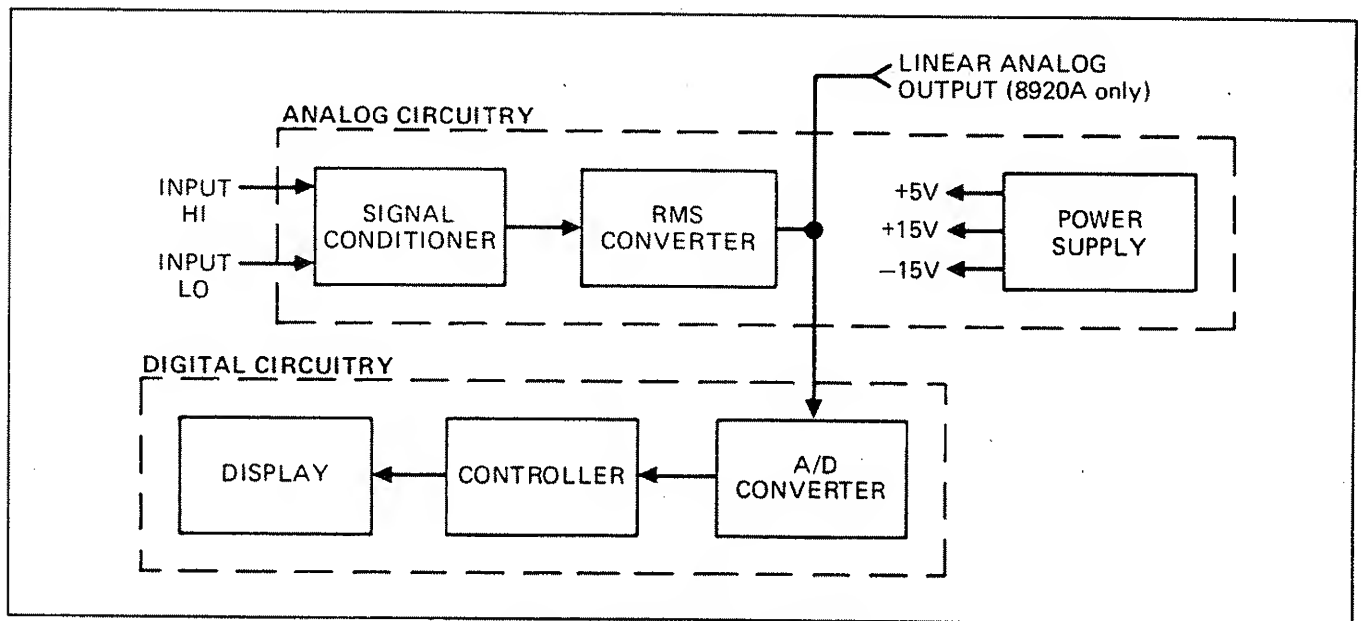 LINEAR ANALOG
OUTPUT (8920A only)
ANALOG CIRCUITRY
INPUT
HI
INPUT
LO
SIGNAL
CONDITIONER
RMS
CONVERTER
+5V
+15V
−15V
POWER
SUPPLY
DIGITAL CIRCUITRY
DISPLAY
CONTROLLER
A/D
CONVERTER